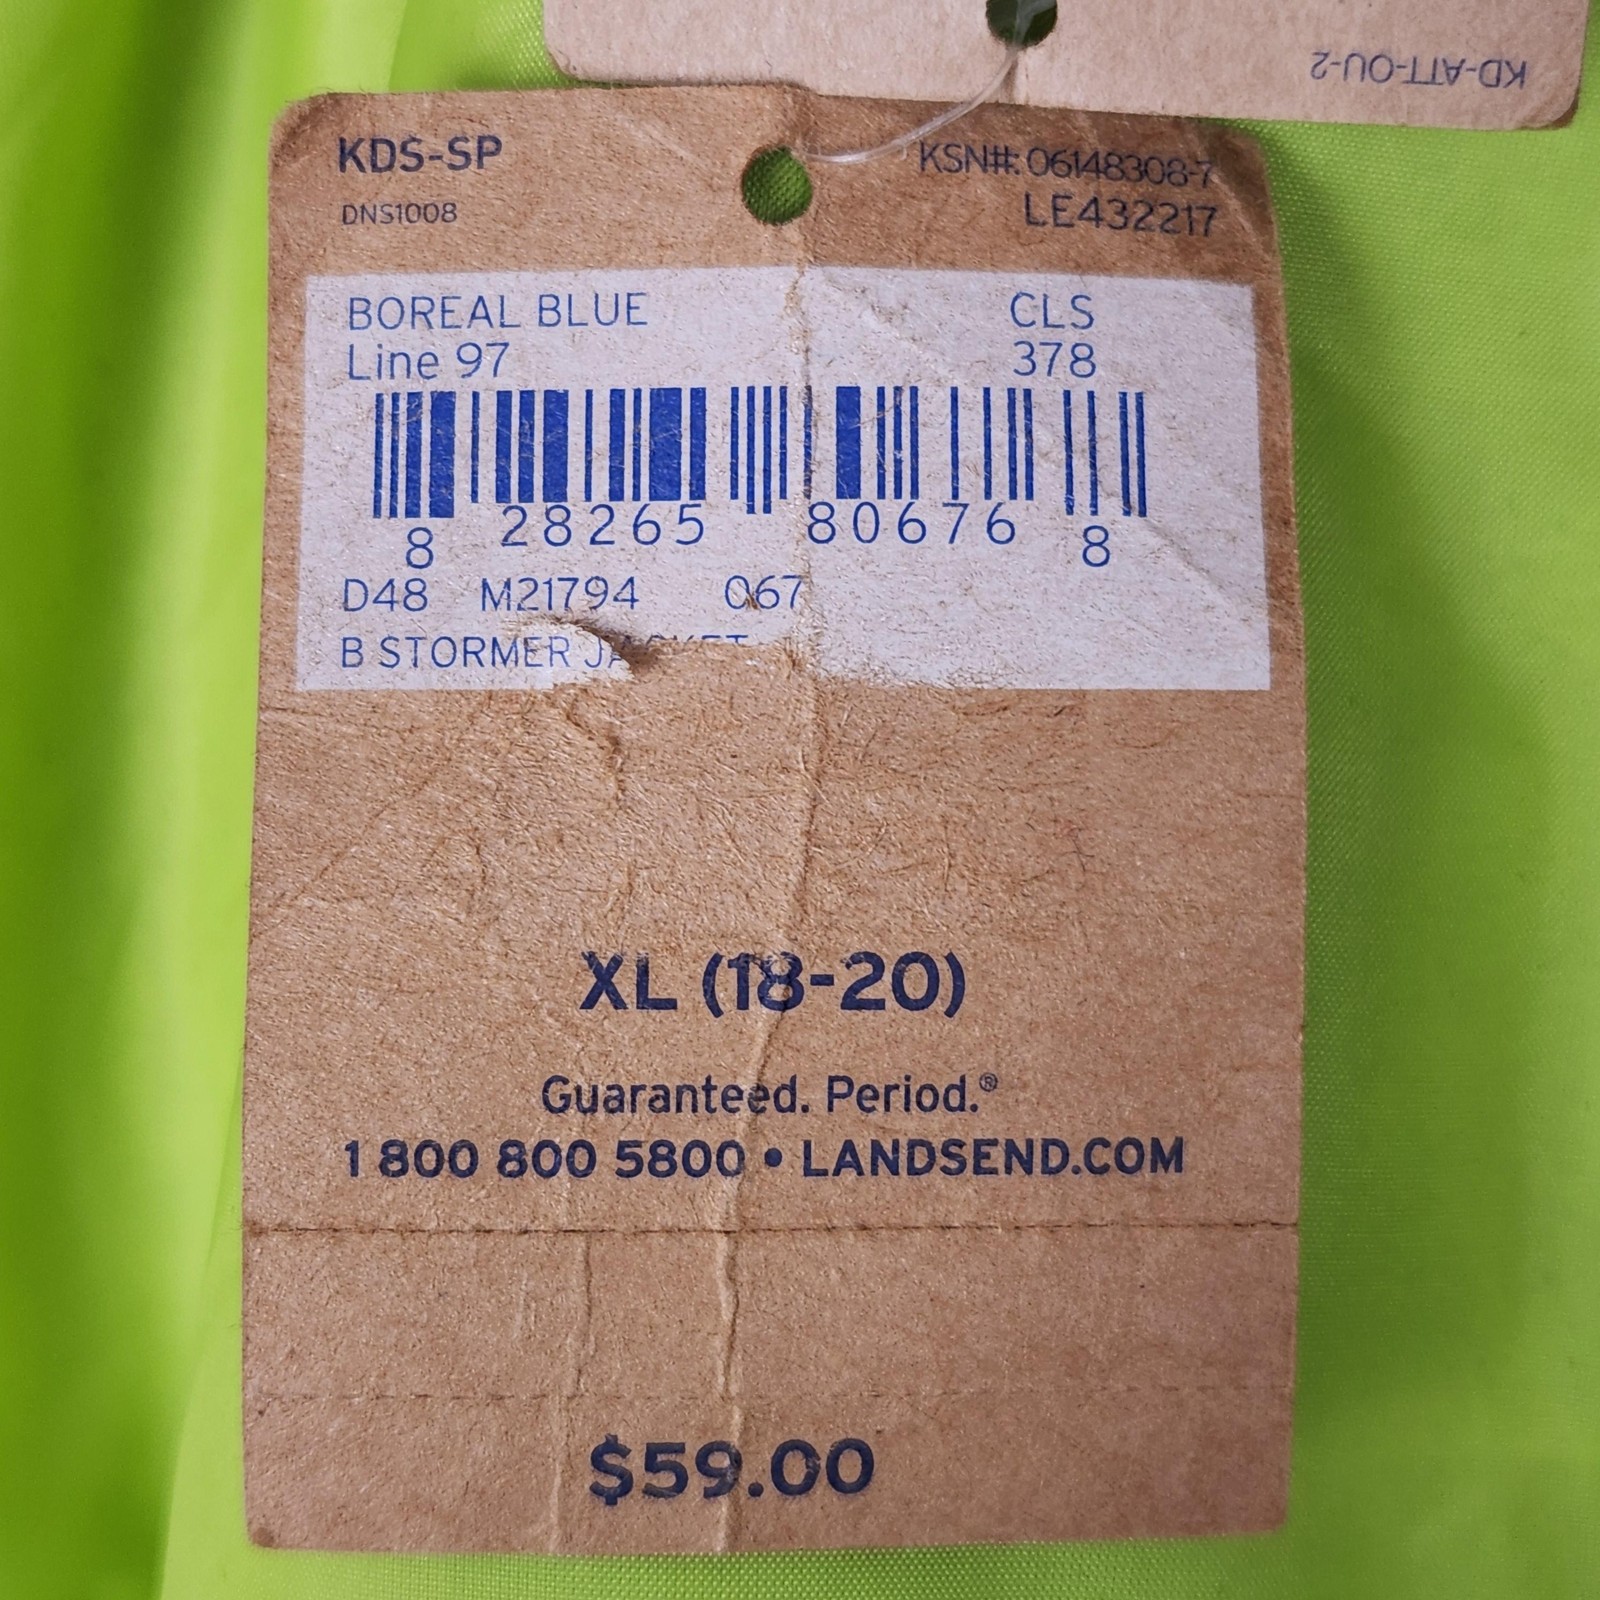 KD-ATT-OU-2
KDS-SP
KSN#: 06148308-7
DNS1008
LE432217
BOREAL BLUE CLS
Line 97 378
8 28265 80676 8
D48 M21794 067
B STORMER JACKET
XL (18-20)
Guaranteed. Period.®
1 800 800 5800 • LANDSEND.COM
$59.00